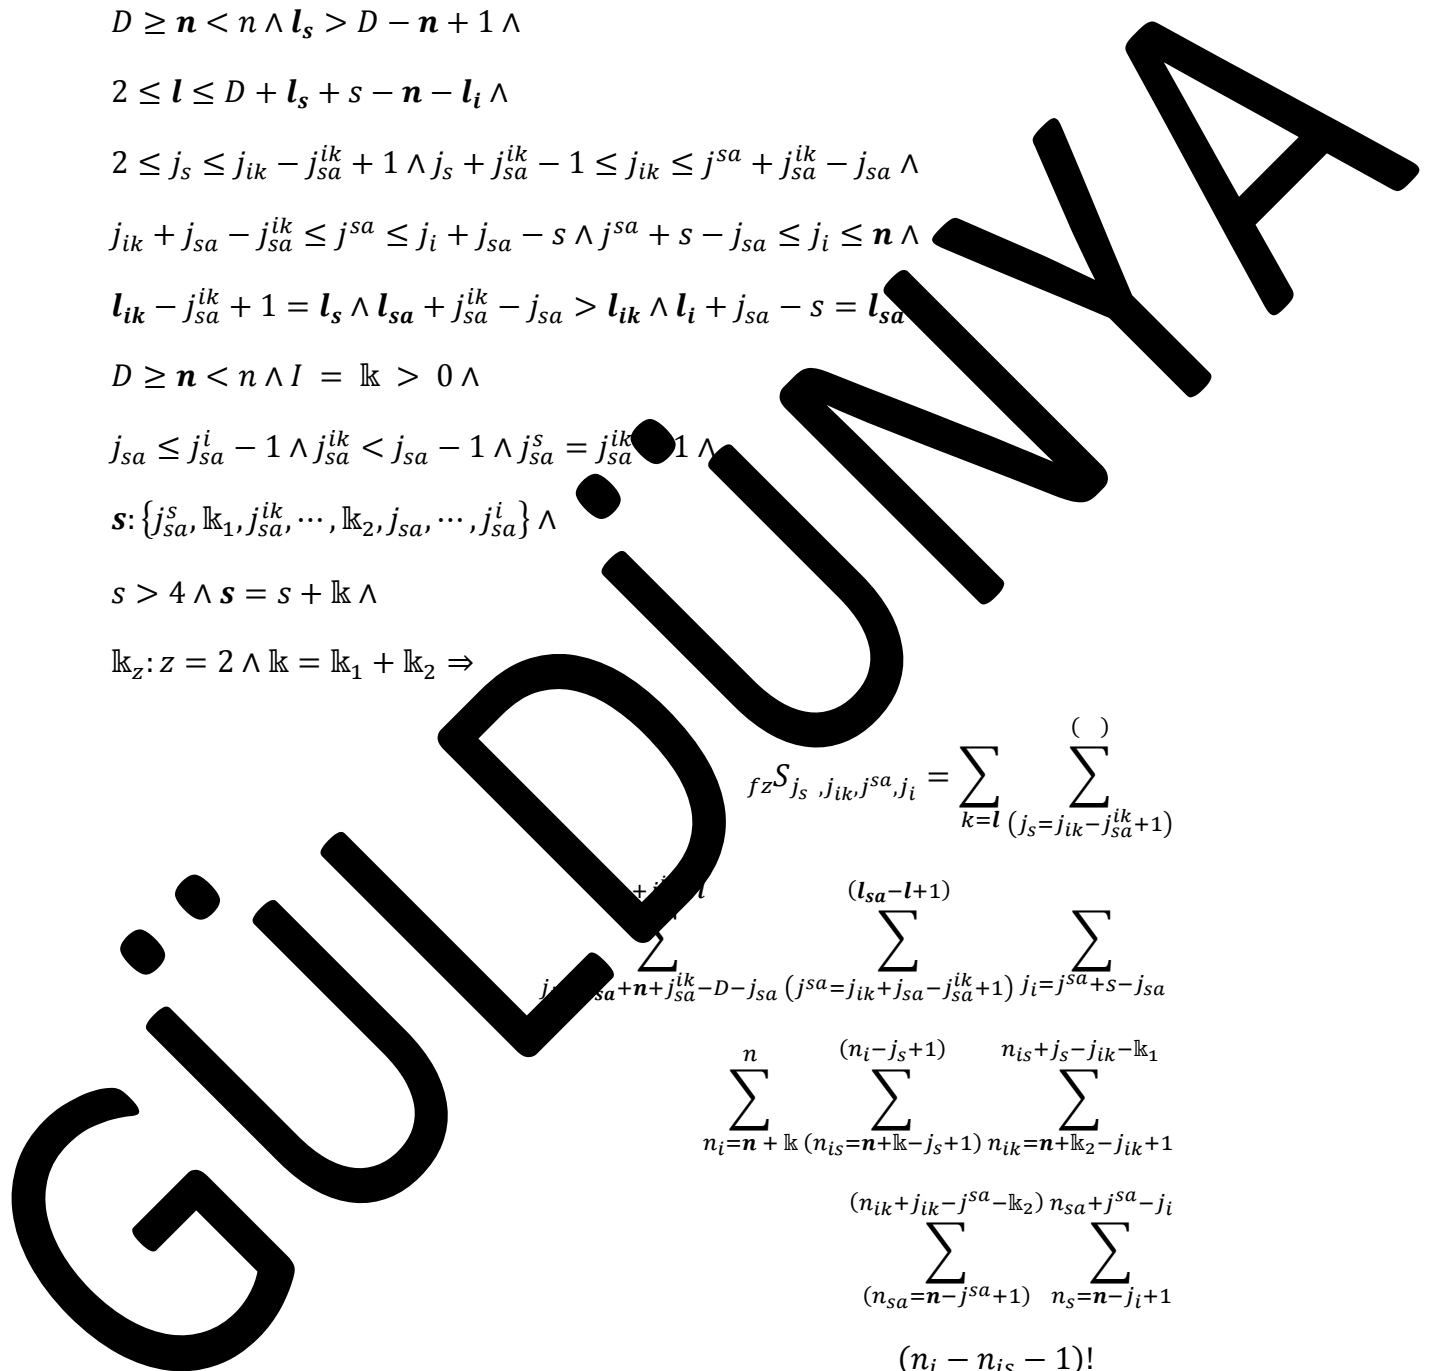 D ≥ 𝒏 < n ∧ 𝒍_𝒔 > D − 𝒏 + 1 ∧
2 ≤ 𝒍 ≤ D + 𝒍_𝒔 + s − 𝒏 − 𝒍_𝒊 ∧
2 ≤ j_s ≤ j_{ik} − j_{sa}^{ik} + 1 ∧ j_s + j_{sa}^{ik} − 1 ≤ j_{ik} ≤ j^{sa} + j_{sa}^{ik} − j_{sa} ∧
j_{ik} + j_{sa} − j_{sa}^{ik} ≤ j^{sa} ≤ j_i + j_{sa} − s ∧ j^{sa} + s − j_{sa} ≤ j_i ≤ 𝒏 ∧
𝒍_{𝒊𝒌} − j_{sa}^{ik} + 1 = 𝒍_𝒔 ∧ 𝒍_{𝒔𝒂} + j_{sa}^{ik} − j_{sa} > 𝒍_{𝒊𝒌} ∧ 𝒍_𝒊 + j_{sa} − s = 𝒍_{𝒔𝒂}
D ≥ 𝒏 < n ∧ I = 𝕜 > 0 ∧
j_{sa} ≤ j_{sa}^i − 1 ∧ j_{sa}^{ik} < j_{sa} − 1 ∧ j_{sa}^s = j_{sa}^{ik} 1 ∧
𝒔: {j_{sa}^s, 𝕜_1, j_{sa}^{ik}, ⋯ , 𝕜_2, j_{sa}, ⋯ , j_{sa}^i} ∧
s > 4 ∧ 𝒔 = s + 𝕜 ∧
𝕜_z: z = 2 ∧ 𝕜 = 𝕜_1 + 𝕜_2 ⇒
( )
_{fz}S_{j_s ,j_{ik},j^{sa},j_i} = ∑ ∑
k=𝒍 (j_s=j_{ik}−j_{sa}^{ik}+1)
(𝒍_{𝒔𝒂}−𝒍+1)
∑ ∑ ∑
+𝒏+j_{sa}^{ik}−D−j_{sa} (j^{sa}=j_{ik}+j_{sa}−j_{sa}^{ik}+1) j_i=j^{sa}+s−j_{sa}
n (n_i−j_s+1) n_{is}+j_s−j_{ik}−𝕜_1
∑ ∑ ∑
n_i=𝒏 + 𝕜 (n_{is}=𝒏+𝕜−j_s+1) n_{ik}=𝒏+𝕜_2−j_{ik}+1
(n_{ik}+j_{ik}−j^{sa}−𝕜_2) n_{sa}+j^{sa}−j_i
∑ ∑
(n_{sa}=𝒏−j^{sa}+1) n_s=𝒏−j_i+1
(n_i − n_{is} − 1)!
GÜLDÜNYA